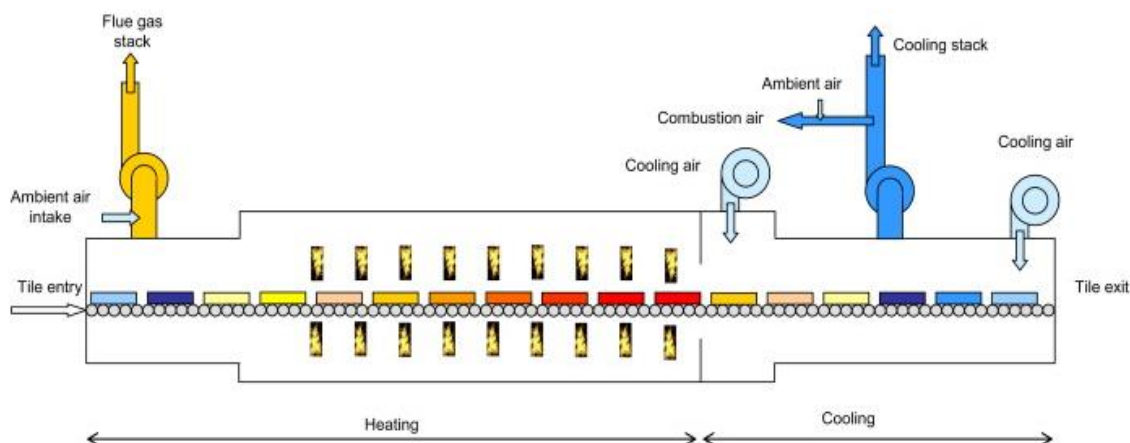 Flue gas
stack
Cooling stack
Ambient air
Combustion air
Cooling air
Cooling air
Ambient air
intake
Tile entry
Tile exit
Heating
Cooling